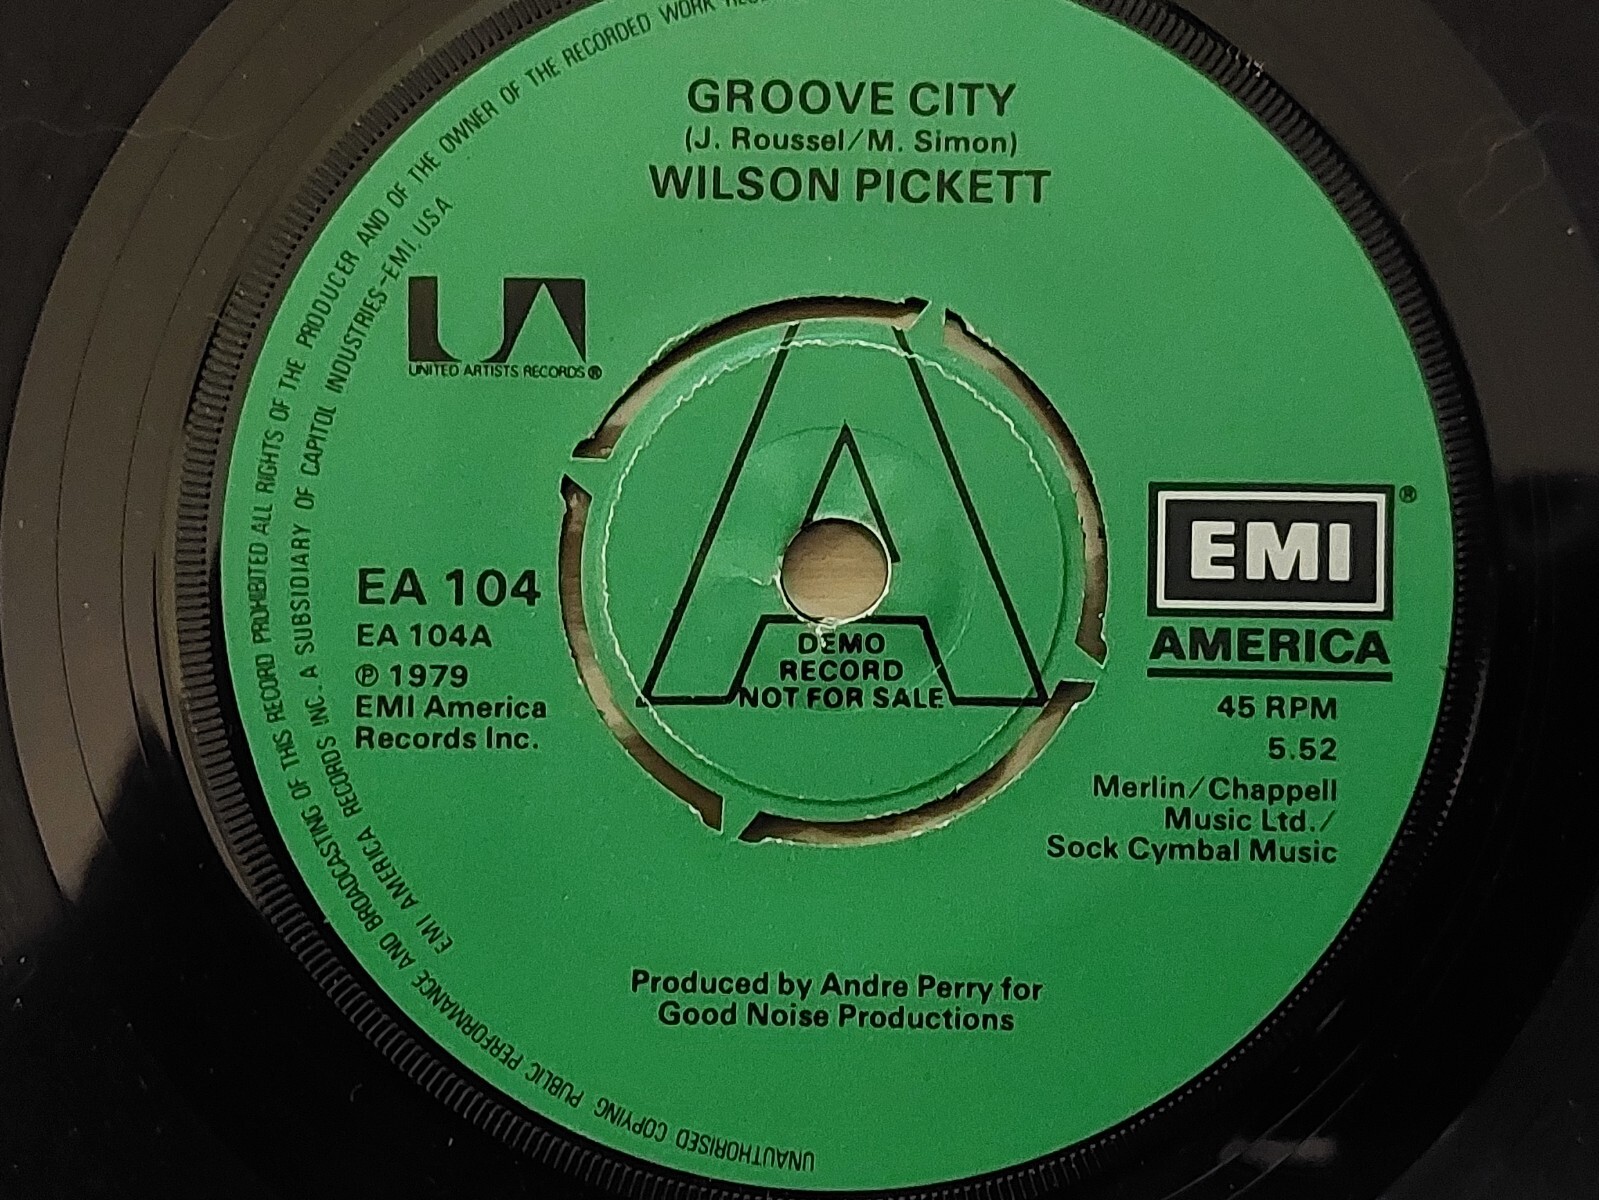 GROOVE CITY
(J. Roussel/M. Simon)
WILSON PICKETT
UA
UNITED ARTISTS RECORDS®
A
DEMO
RECORD
NOT FOR SALE
EA 104
EA 104A
℗ 1979
EMI America
Records Inc.
EMI®
AMERICA
45 RPM
5.52
Merlin/Chappell
Music Ltd./
Sock Cymbal Music
Produced by Andre Perry for
Good Noise Productions
UNAUTHORISED COPYING PUBLIC PERFORMANCE AND BROADCASTING OF THIS RECORD PROHIBITED ALL RIGHTS OF THE PRODUCER AND OF THE OWNER OF THE RECORDED WORK
EMI AMERICA RECORDS INC. A SUBSIDIARY OF CAPITOL INDUSTRIES-EMI, USA